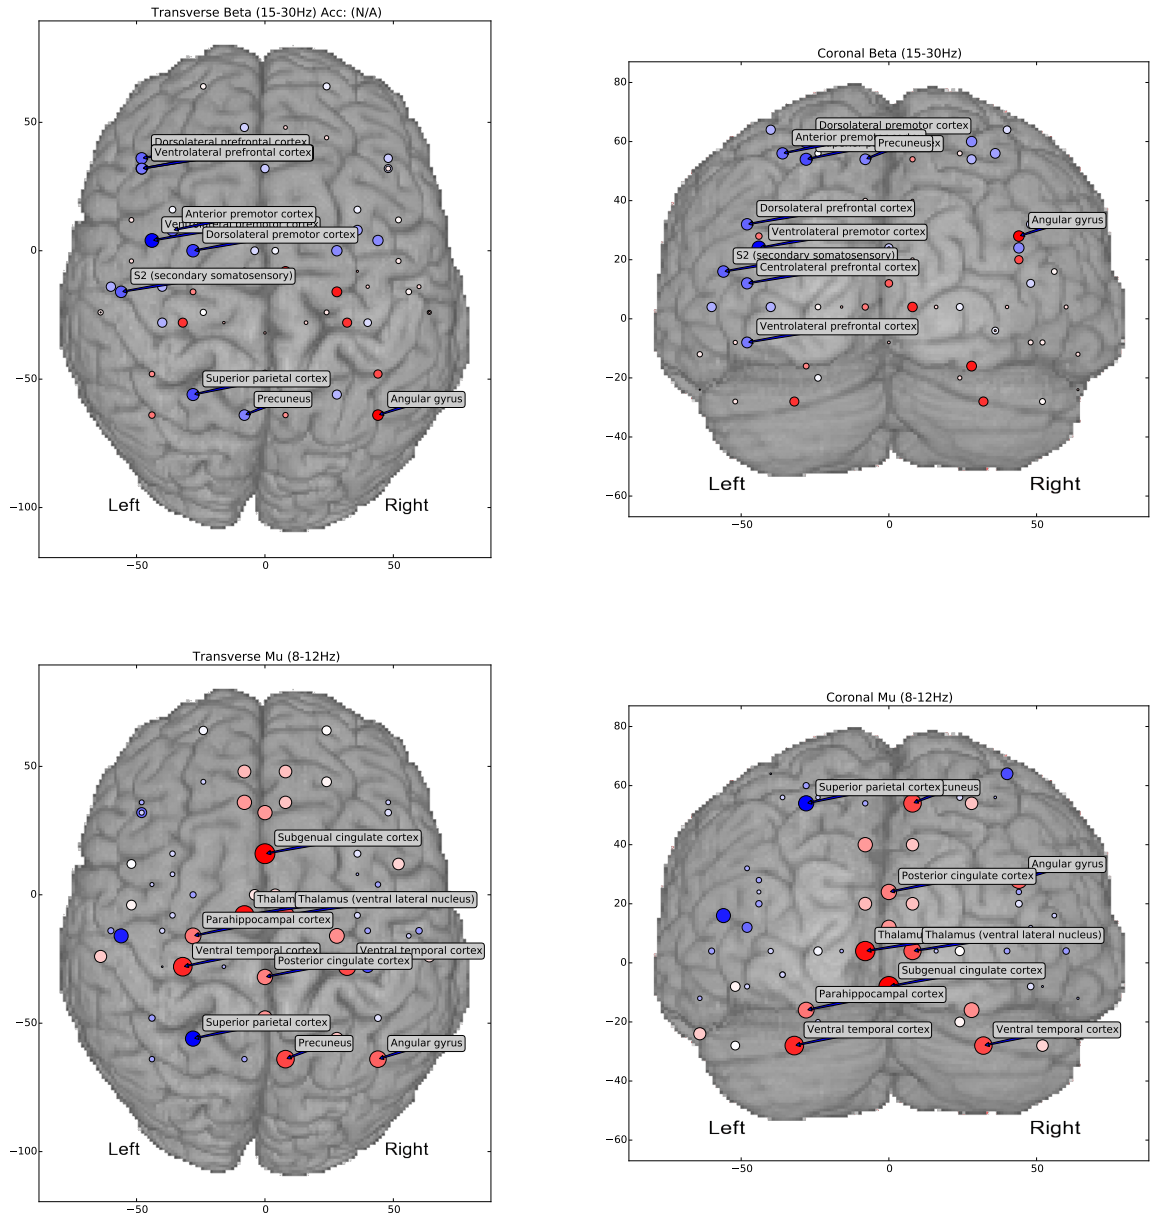 Transverse Beta (15-30Hz) Acc: (N/A)
50
0
−50
−100
Dorsolateral prefrontal cortex
Ventrolateral prefrontal cortex
Anterior premotor cortex
Ventrolateral premotor cortex
Dorsolateral premotor cortex
S2 (secondary somatosensory)
Superior parietal cortex
Precuneus
Angular gyrus
Left
Right
−50
0
50
Coronal Beta (15-30Hz)
80
60
40
20
0
−20
−40
−60
Dorsolateral premotor cortex
Anterior premo
Precuneus
Dorsolateral prefrontal cortex
Angular gyrus
Ventrolateral premotor cortex
S2 (secondary somatosensory)
Centrolateral prefrontal cortex
Ventrolateral prefrontal cortex
Left
Right
−50
0
50
Transverse Mu (8-12Hz)
50
0
−50
−100
Subgenual cingulate cortex
Thalam
Thalamus (ventral lateral nucleus)
Parahippocampal cortex
Ventral temporal cortex
Ventral temporal cortex
Posterior cingulate cortex
Superior parietal cortex
Precuneus
Angular gyrus
Left
Right
−50
0
50
Coronal Mu (8-12Hz)
80
60
40
20
0
−20
−40
−60
Superior parietal cortex
cuneus
Angular gyrus
Posterior cingulate cortex
Thalamu
Thalamus (ventral lateral nucleus)
Subgenual cingulate cortex
Parahippocampal cortex
Ventral temporal cortex
Ventral temporal cortex
Left
Right
−50
0
50